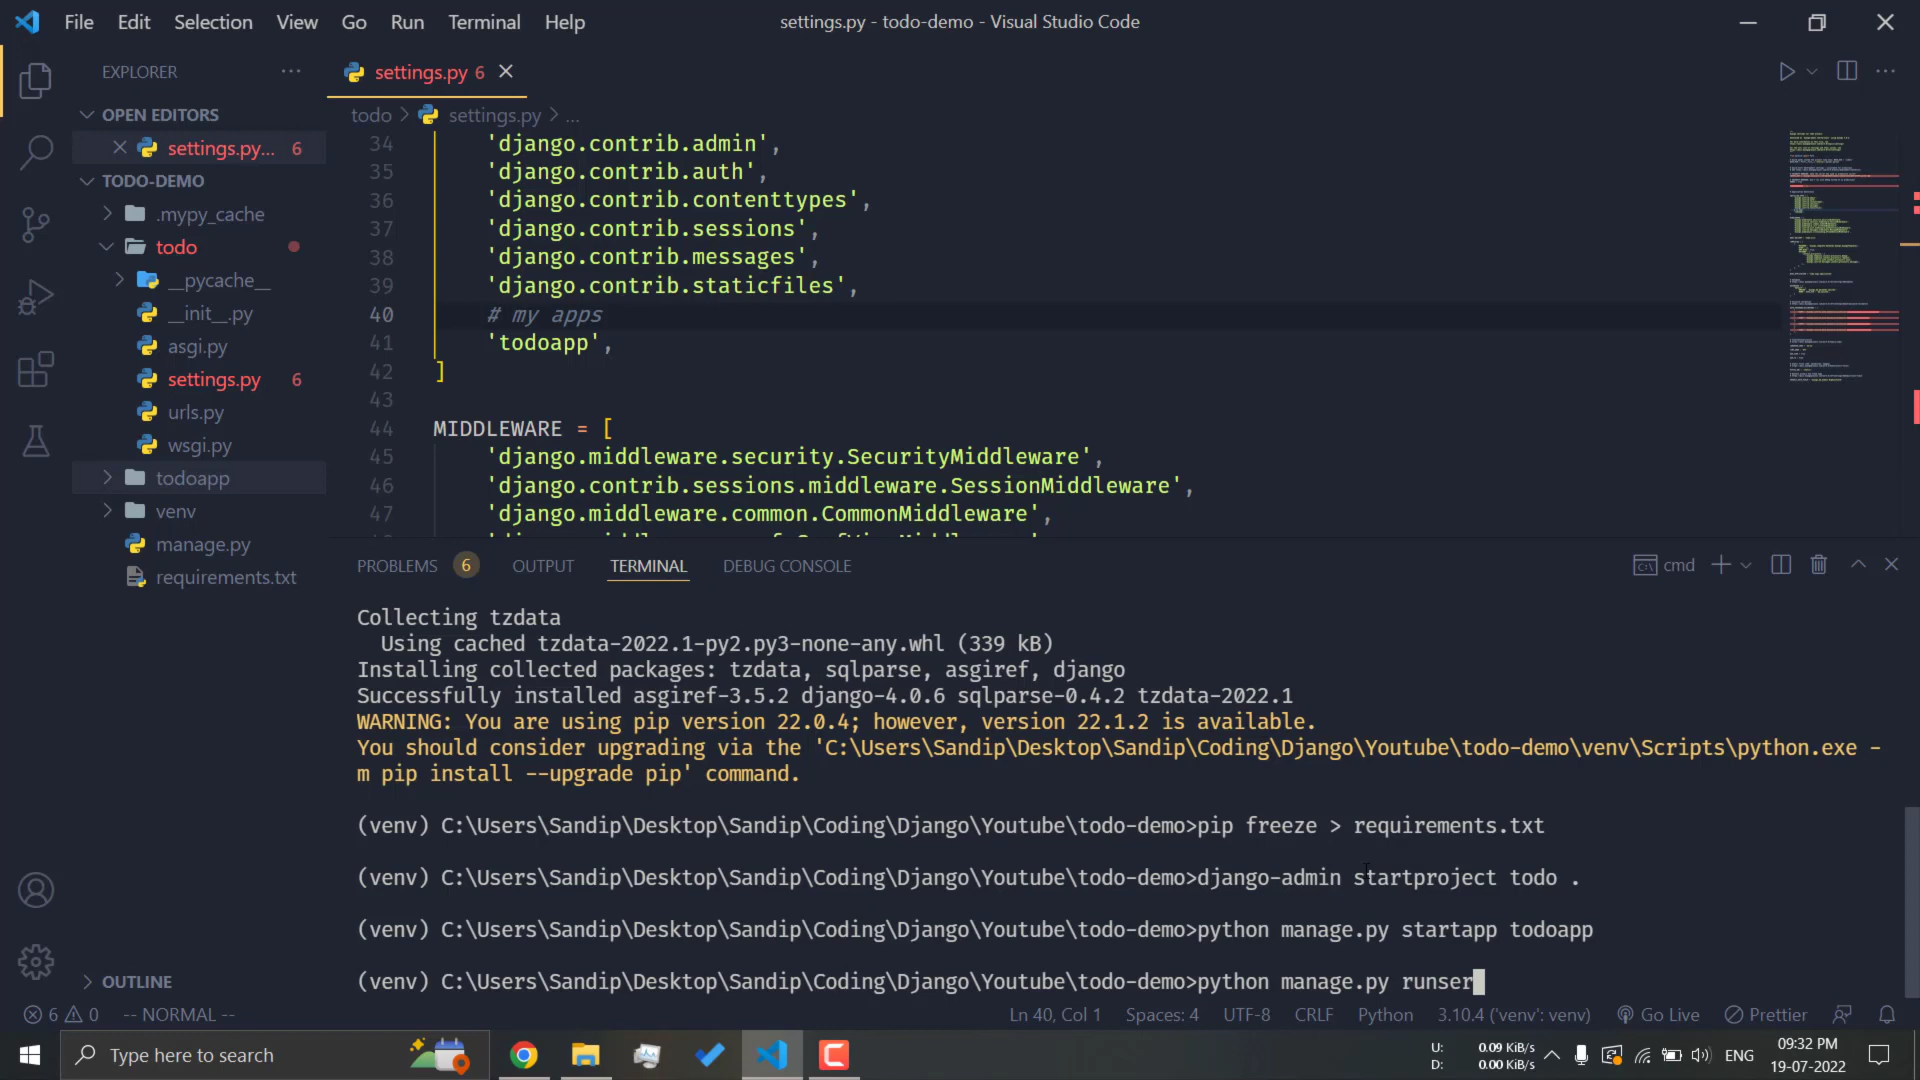 File Edit Selection View Go Run Terminal Help
settings.py - todo-demo - Visual Studio Code
EXPLORER
OPEN EDITORS
settings.py... 6
TODO-DEMO
.mypy_cache
todo
__pycache__
__init__.py
asgi.py
settings.py 6
urls.py
wsgi.py
todoapp
venv
manage.py
requirements.txt
OUTLINE
settings.py 6
todo > settings.py > ...
34 'django.contrib.admin',
35 'django.contrib.auth',
36 'django.contrib.contenttypes',
37 'django.contrib.sessions',
38 'django.contrib.messages',
39 'django.contrib.staticfiles',
40 # my apps
41 'todoapp',
42 ]
43
44 MIDDLEWARE = [
45 'django.middleware.security.SecurityMiddleware',
46 'django.contrib.sessions.middleware.SessionMiddleware',
47 'django.middleware.common.CommonMiddleware',
PROBLEMS 6 OUTPUT TERMINAL DEBUG CONSOLE
cmd
Collecting tzdata
Using cached tzdata-2022.1-py2.py3-none-any.whl (339 kB)
Installing collected packages: tzdata, sqlparse, asgiref, django
Successfully installed asgiref-3.5.2 django-4.0.6 sqlparse-0.4.2 tzdata-2022.1
WARNING: You are using pip version 22.0.4; however, version 22.1.2 is available.
You should consider upgrading via the 'C:\Users\Sandip\Desktop\Sandip\Coding\Django\Youtube\todo-demo\venv\Scripts\python.exe -
m pip install --upgrade pip' command.
(venv) C:\Users\Sandip\Desktop\Sandip\Coding\Django\Youtube\todo-demo>pip freeze > requirements.txt
(venv) C:\Users\Sandip\Desktop\Sandip\Coding\Django\Youtube\todo-demo>django-admin startproject todo .
(venv) C:\Users\Sandip\Desktop\Sandip\Coding\Django\Youtube\todo-demo>python manage.py startapp todoapp
(venv) C:\Users\Sandip\Desktop\Sandip\Coding\Django\Youtube\todo-demo>python manage.py runser
6 0 -- NORMAL -- Ln 40, Col 1 Spaces: 4 UTF-8 CRLF Python 3.10.4 ('venv': venv) Go Live Prettier
Type here to search
U: 0.09 KiB/s
D: 0.00 KiB/s
ENG
09:32 PM
19-07-2022